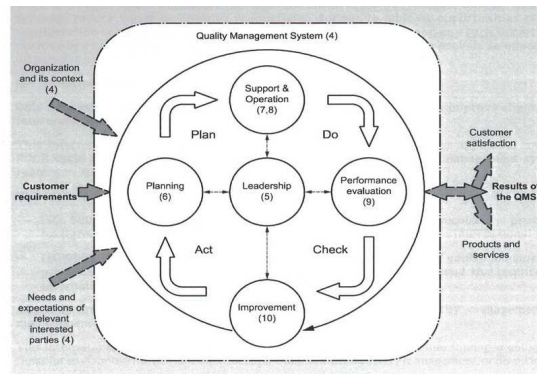 Quality Management System (4)
Organization
and its context
(4)
Support &
Operation
(7,8)
Plan
Do
Customer
satisfaction
Customer
requirements
Planning
(6)
Leadership
(5)
Performance
evaluation
(9)
Results of
the QMS
Act
Check
Products and
services
Needs and
expectations of
relevant
interested
parties (4)
Improvement
(10)